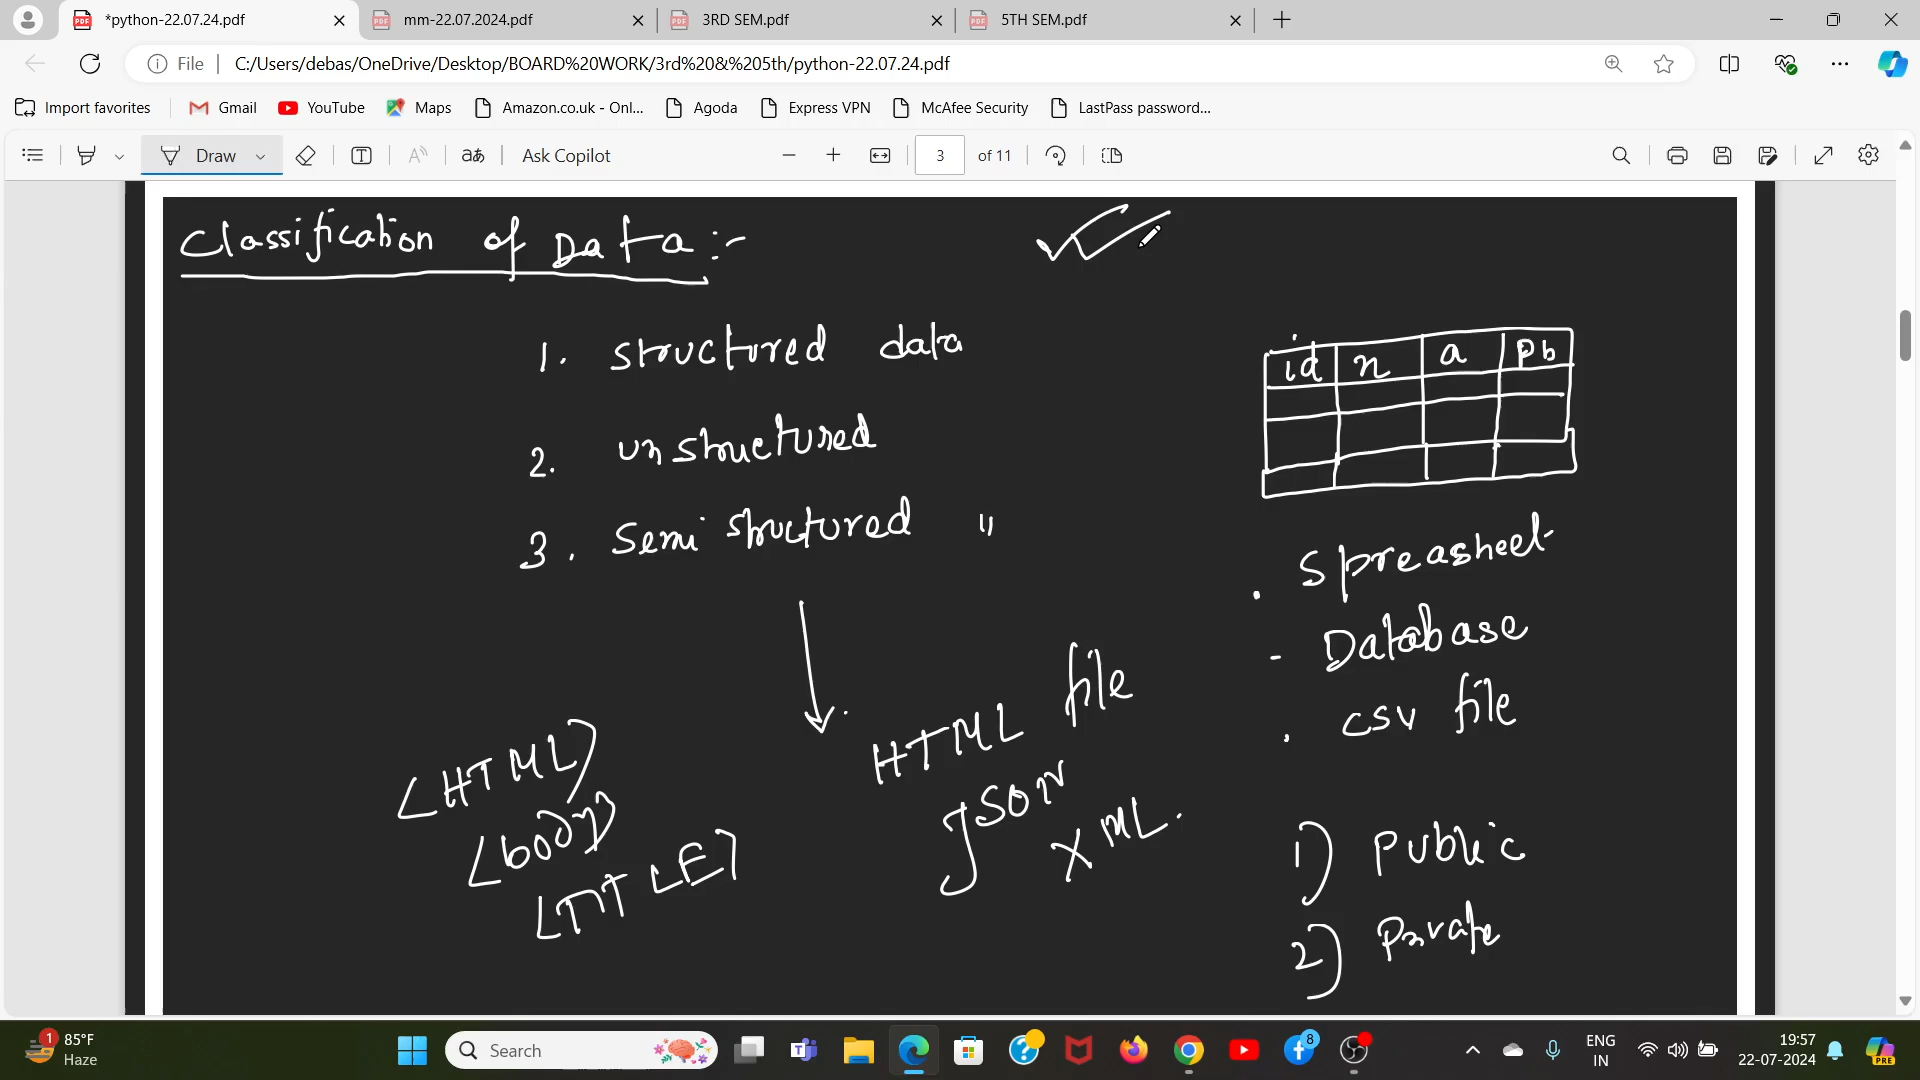 *python-22.07.24.pdf
mm-22.07.2024.pdf
3RD SEM.pdf
5TH SEM.pdf
File
C:/Users/debas/OneDrive/Desktop/BOARD%20WORK/3rd%20&%205th/python-22.07.24.pdf
Import favorites
Gmail
YouTube
Maps
Amazon.co.uk - Onl...
Agoda
Express VPN
McAfee Security
LastPass password...
Draw
Ask Copilot
3 of 11
Classification of Data :-
1. structured data
2. unstructured
3. Semi structured "
id n a Pb
. Spreasheet
- Database
. CSV file
HTML file
JSON
XML.
<HTML>
<body>
<TITLE>
1) Public
2) Private
1
85°F
Haze
Search
8
ENG
IN
19:57
22-07-2024
PRE